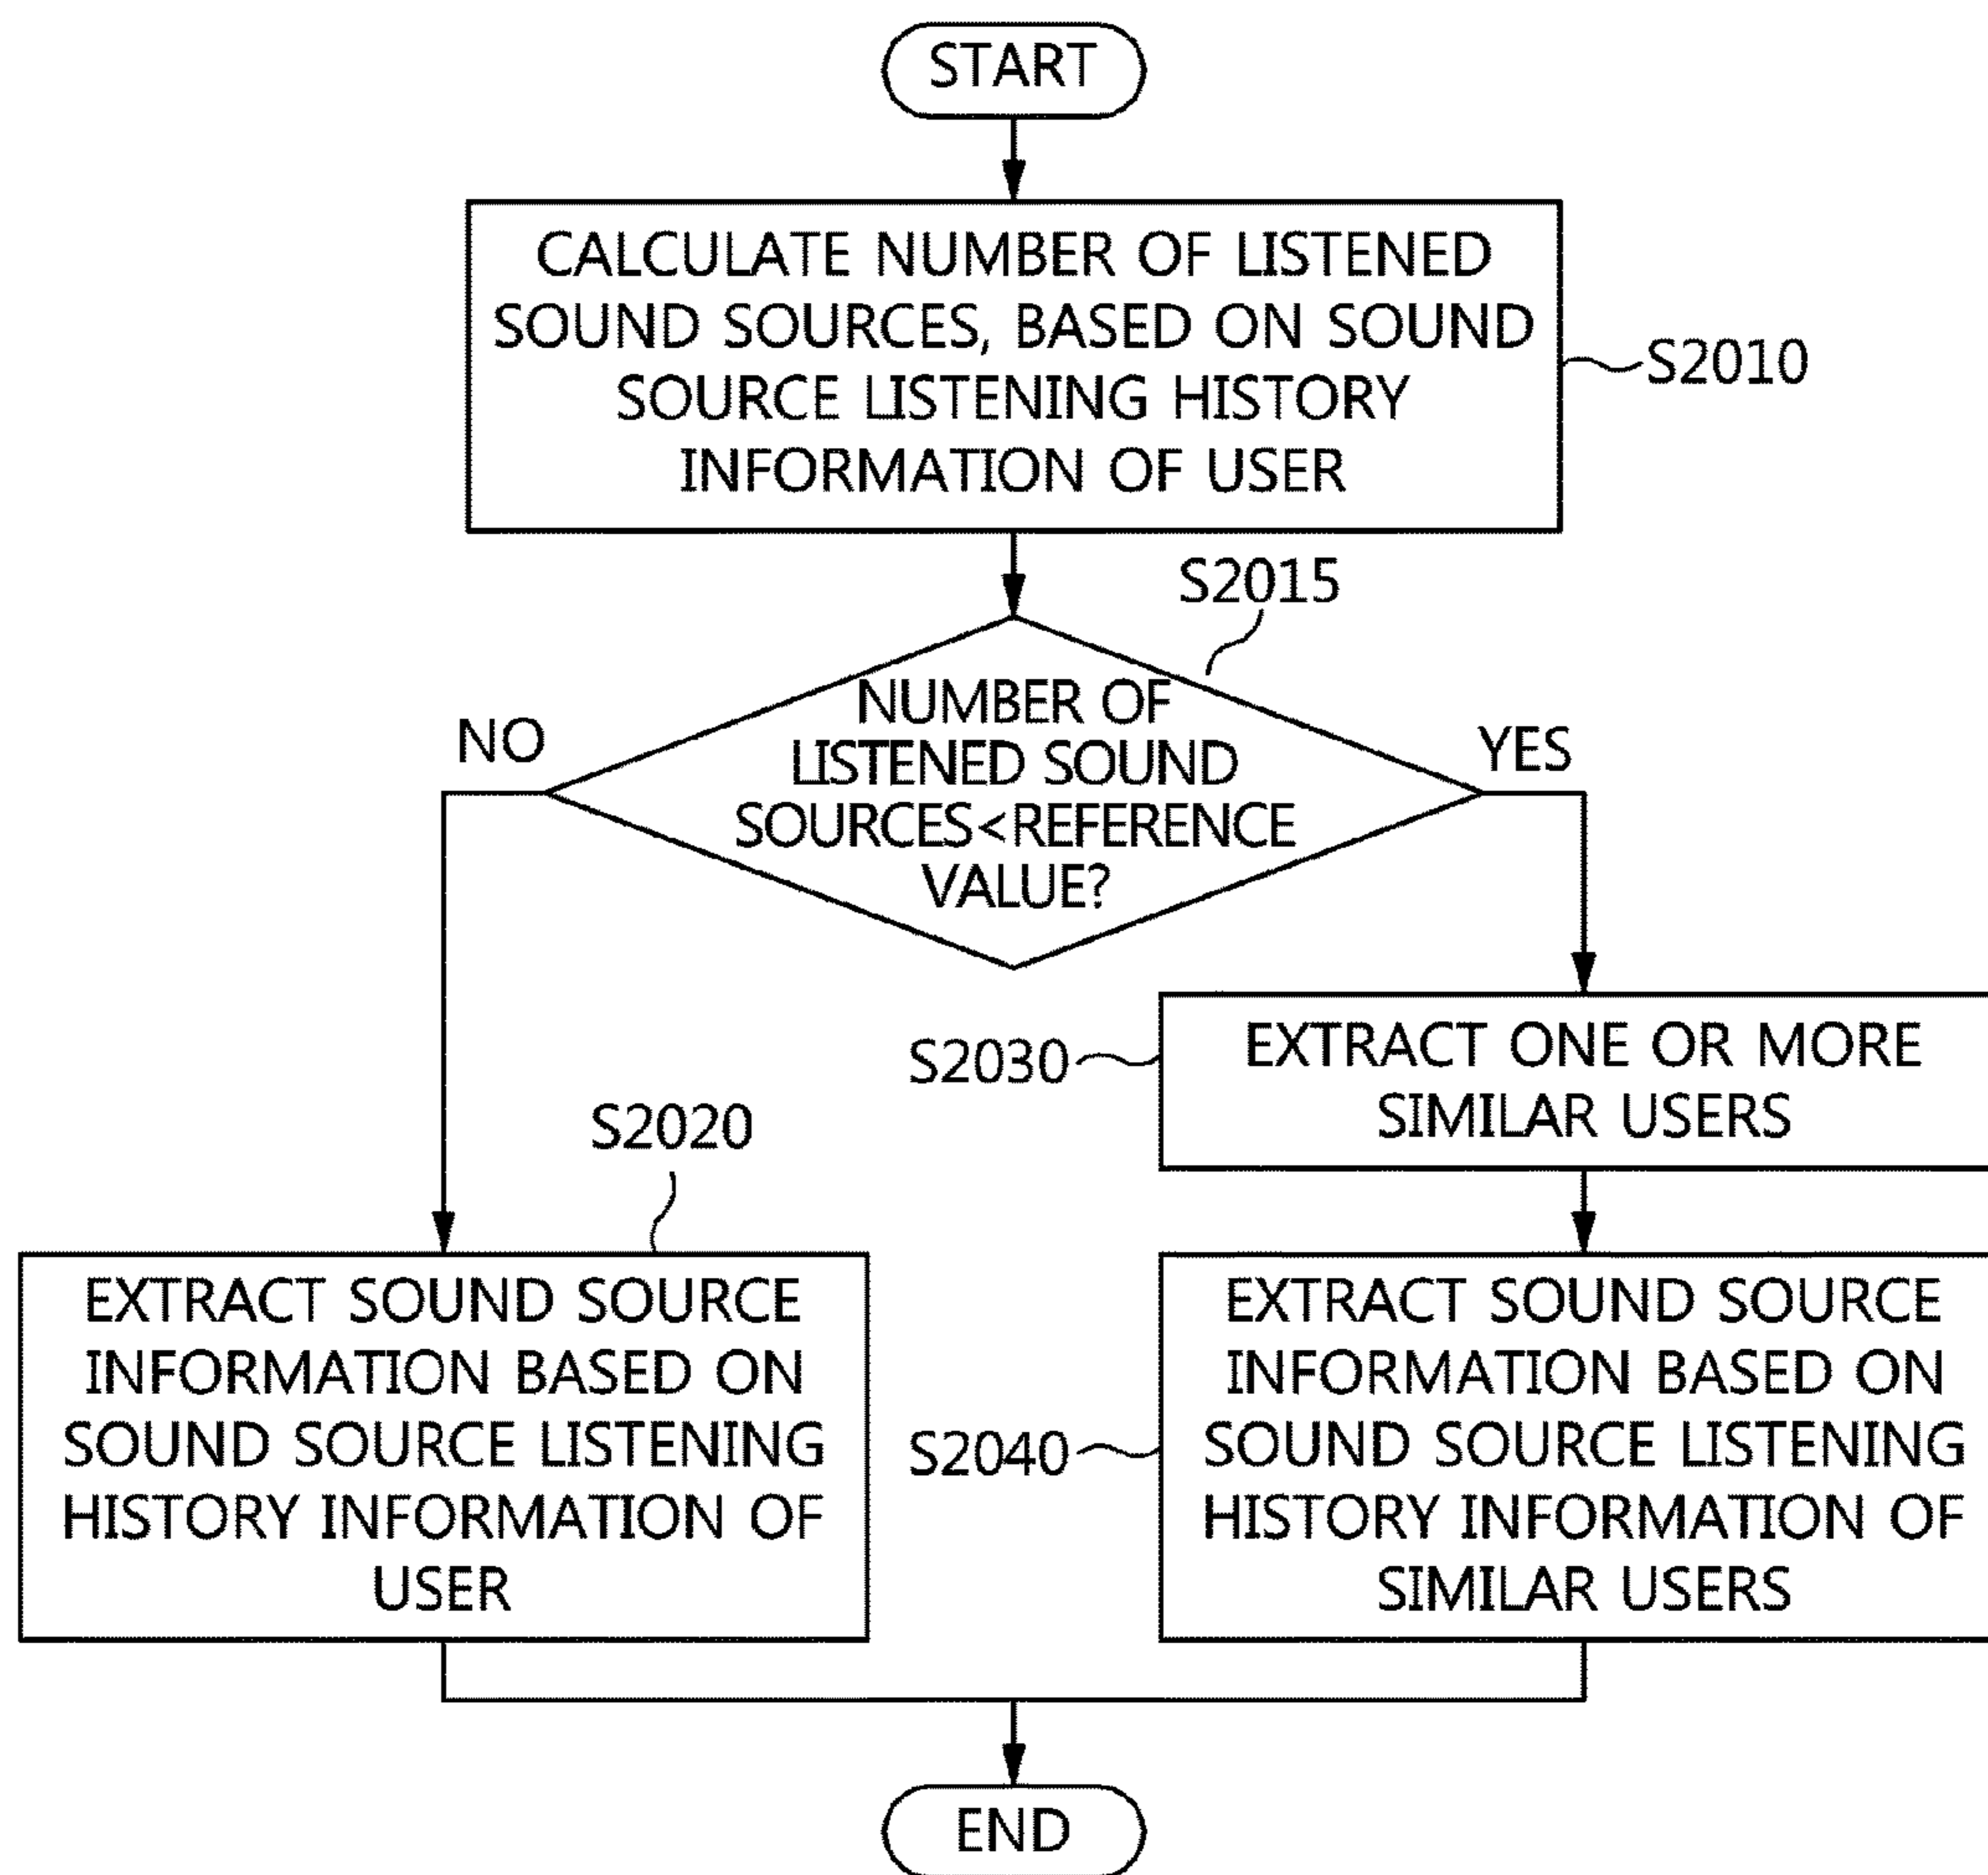 START
CALCULATE NUMBER OF LISTENED
SOUND SOURCES, BASED ON SOUND
SOURCE LISTENING HISTORY
INFORMATION OF USER
S2010
S2015
NUMBER OF
LISTENED SOUND
SOURCES<REFERENCE
VALUE?
NO
YES
S2030
EXTRACT ONE OR MORE
SIMILAR USERS
S2020
EXTRACT SOUND SOURCE
INFORMATION BASED ON
SOUND SOURCE LISTENING
HISTORY INFORMATION OF
USER
S2040
EXTRACT SOUND SOURCE
INFORMATION BASED ON
SOUND SOURCE LISTENING
HISTORY INFORMATION OF
SIMILAR USERS
END